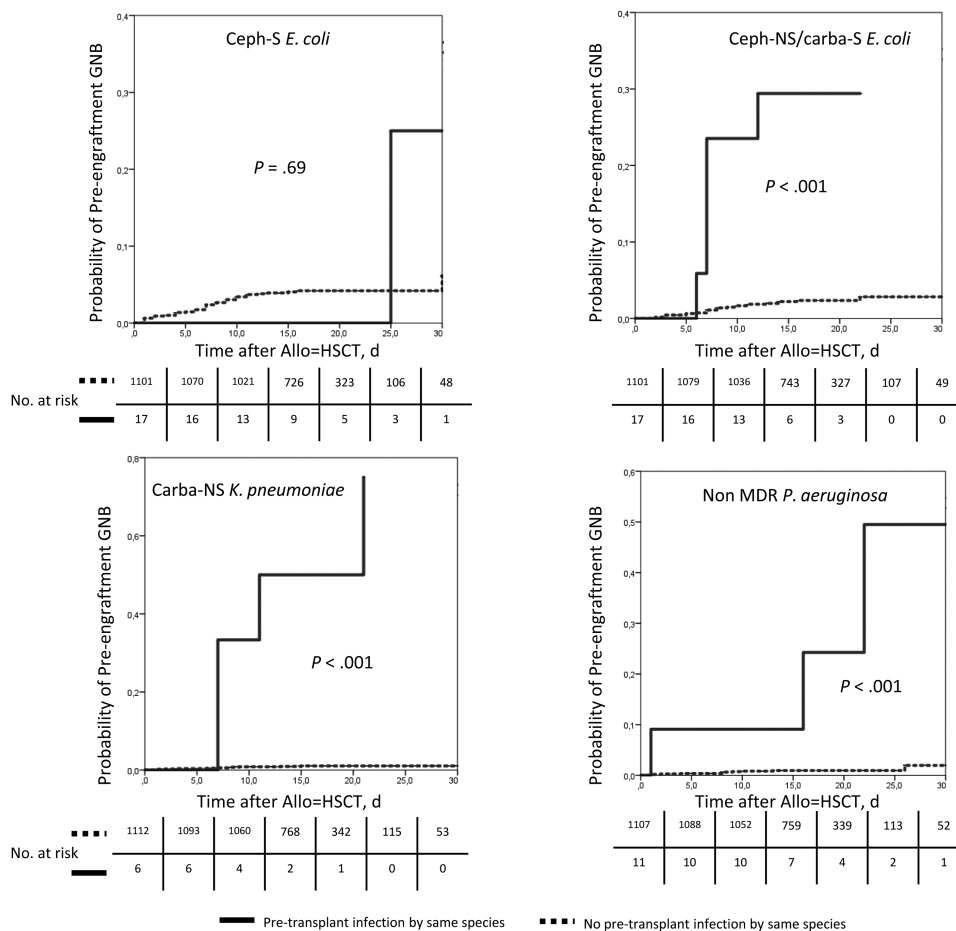 Ceph-S E. coli
Probability of Pre-engraftment GNB
0,4
0,3
0,2
0,1
0,0
P = .69
,0 5,0 10,0 15,0 20,0 25,0 30
Time after Allo=HSCT, d
No. at risk
1101 1070 1021 726 323 106 48
17 16 13 9 5 3 1
Ceph-NS/carba-S E. coli
Probability of Pre-engraftment GNB
0,4
0,3
0,2
0,1
0,0
P < .001
,0 5,0 10,0 15,0 20,0 25,0 30
Time after Allo=HSCT, d
1101 1079 1036 743 327 107 49
17 16 13 6 3 0 0
Carba-NS K. pneumoniae
Probability of Pre-engraftment GNB
0,8
0,6
0,4
0,2
0,0
P < .001
,0 5,0 10,0 15,0 20,0 25,0 30
Time after Allo=HSCT, d
No. at risk
1112 1093 1060 768 342 115 53
6 6 4 2 1 0 0
Non MDR P. aeruginosa
Probability of Pre-engraftment GNB
0,6
0,5
0,4
0,3
0,2
0,1
0,0
P < .001
,0 5,0 10,0 15,0 20,0 25,0 30
Time after Allo=HSCT, d
1107 1088 1052 759 339 113 52
11 10 10 7 4 2 1
Pre-transplant infection by same species
No pre-transplant infection by same species